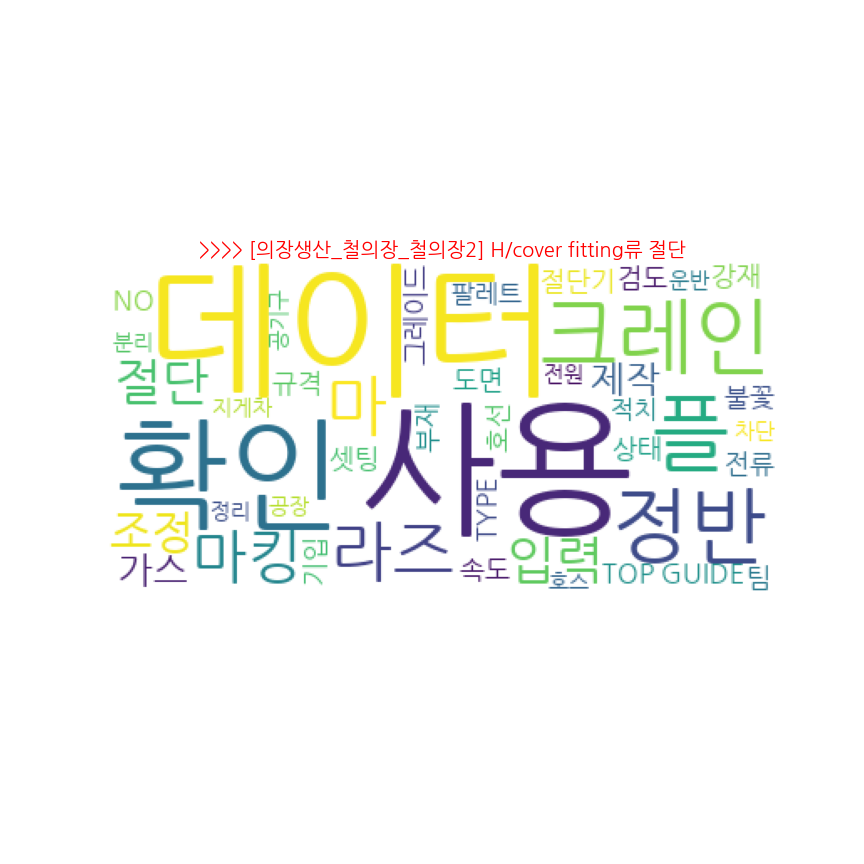 >>>> [의장생산_철의장_철의장2] H/cover fitting류 절단
NO
데이터
공기구
그레이드
팔레트
절단기
검도
운반
강재
분리
크레인
절단
규격
지게차
마
도면
전원
제작
적치
불꽃
부재
호선
플
차단
상태
전류
확인
셋팅
사용
정리
공장
TYPE
정반
조정
마킹
기입
라즈
가스
속도
입력
호스
TOP GUIDE
팀